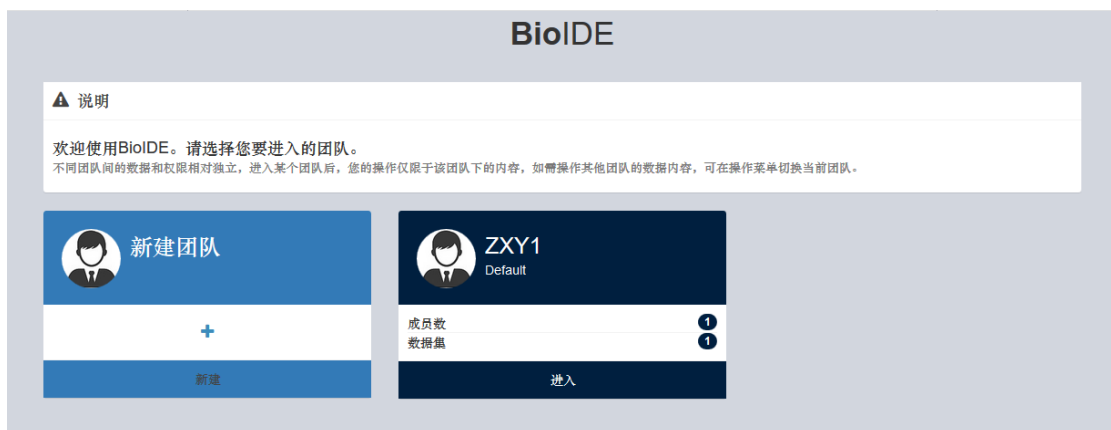 BioIDE
说明
欢迎使用BioIDE。请选择您要进入的团队。
不同团队间的数据和权限相对独立，进入某个团队后，您的操作仅限于该团队下的内容，如需操作其他团队的数据内容，可在操作菜单切换当前团队。
新建团队
新建
ZXY1
Default
成员数 1
数据集 1
进入